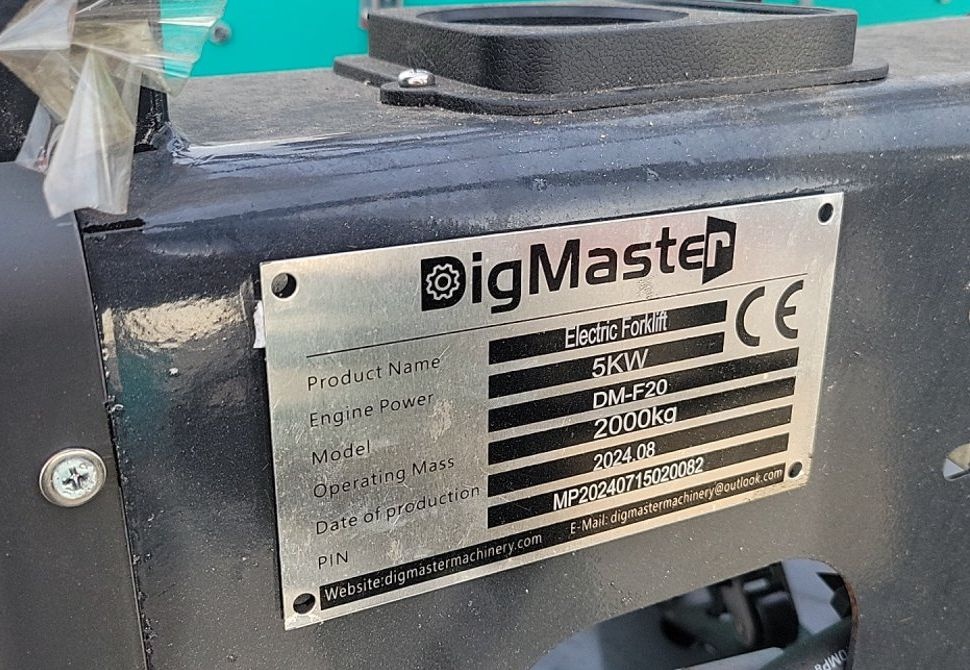 DigMaster
CE
Product Name Electric Forklift
Engine Power 5KW
Model DM-F20
Operating Mass 2000kg
Date of production 2024.08
PIN MP20240715020082
Website:digmastermachinery.com E-Mail: digmastermachinery@outlook.com